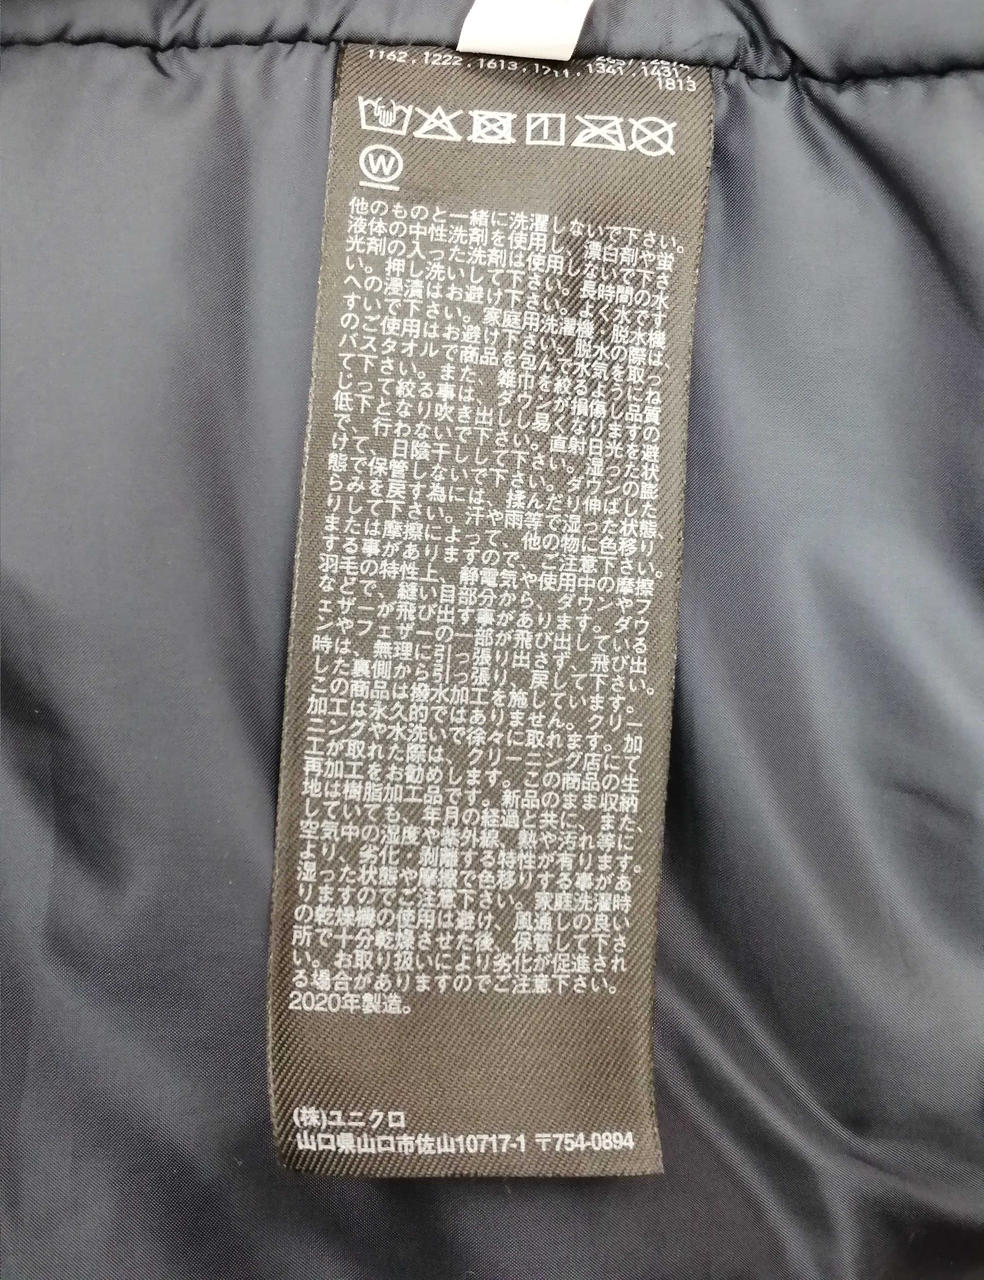 1162,1222,1613,1711,1341,1431,
1813
W
他のものと一緒に洗濯しないで下さい。
液体の中性洗剤を使用し、漂白剤や蛍
光剤の入った洗剤は使用しないで下さ
い。押し洗いして下さい。長時間の水
への浸漬はお避け下さい。よく水です
すいで下さい。家庭用洗濯機、脱水機
のご使用はお避け下さい。脱水の際は、
バスタオルで商品を包んで水気を取っ
て下さい。また、雑巾を絞るようにね
じって絞る事は、ダウンが損傷し品質の
低下となり吹き出し易くなりますの
で、行わないで下さい。直射日光を避
けて、日陰干しして下さい。湿った状
態で保管しないで下さい。ダウンの膨
らみを戻す為には、揉んだり伸ばした
りして下さい。汗や雨等で湿った状態、
または摩擦によって、他の物に色移り
する事がありますので、ご注意下さい。
羽毛の特性上、静電気や使用中の摩擦
などで、縫い目部分から、ダウンやフ
ェザーが飛び出す事があります。ダウ
ンやフェザーの一部が飛び出している
時は、無理に引っ張り出さず、飛び出
した裏側から引っ張り、戻して下さい。
この商品は撥水加工を施しています。
加工は永久的ではありません。クリー
ニングや水洗いで徐々に取れます。加
工が取れた際は、クリーニング店にて
再加工をお勧めします。この商品の生
地は樹脂加工品です。新品のまま収納
していても、年月の経過と共に、また、
空気中の湿度や紫外線、熱や汚れ等に
より、劣化・剥離する特性が有ります。
湿った状態や摩擦で色移りする事があ
りますのでご注意下さい。家庭洗濯時
の乾燥機の使用は避け、風通しの良い
所で十分乾燥させた後、保管して下さ
い。お取り扱いにより劣化が促進され
る場合がありますのでご注意下さい。
2020年製造。
(株)ユニクロ
山口県山口市佐山10717-1 〒754-0894